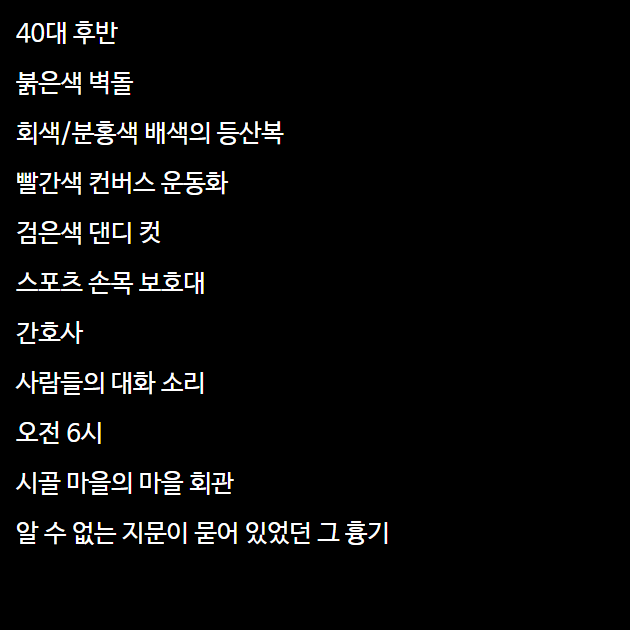 40대 후반
붉은색 벽돌
회색/분홍색 배색의 등산복
빨간색 컨버스 운동화
검은색 댄디 컷
스포츠 손목 보호대
간호사
사람들의 대화 소리
오전 6시
시골 마을의 마을 회관
알 수 없는 지문이 묻어 있었던 그 흉기